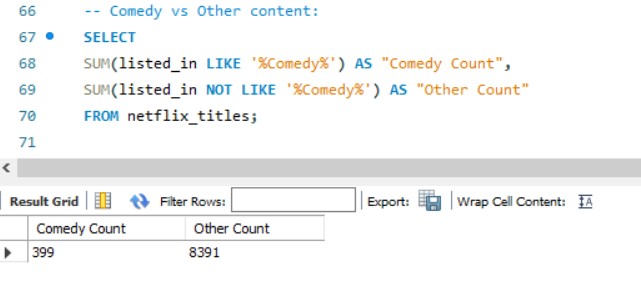 66 -- Comedy vs Other content:
67 SELECT
68 SUM(listed_in LIKE '%Comedy%') AS "Comedy Count",
69 SUM(listed_in NOT LIKE '%Comedy%') AS "Other Count"
70 FROM netflix_titles;
71
Result Grid Filter Rows: Export: Wrap Cell Content:
Comedy Count Other Count
399 8391